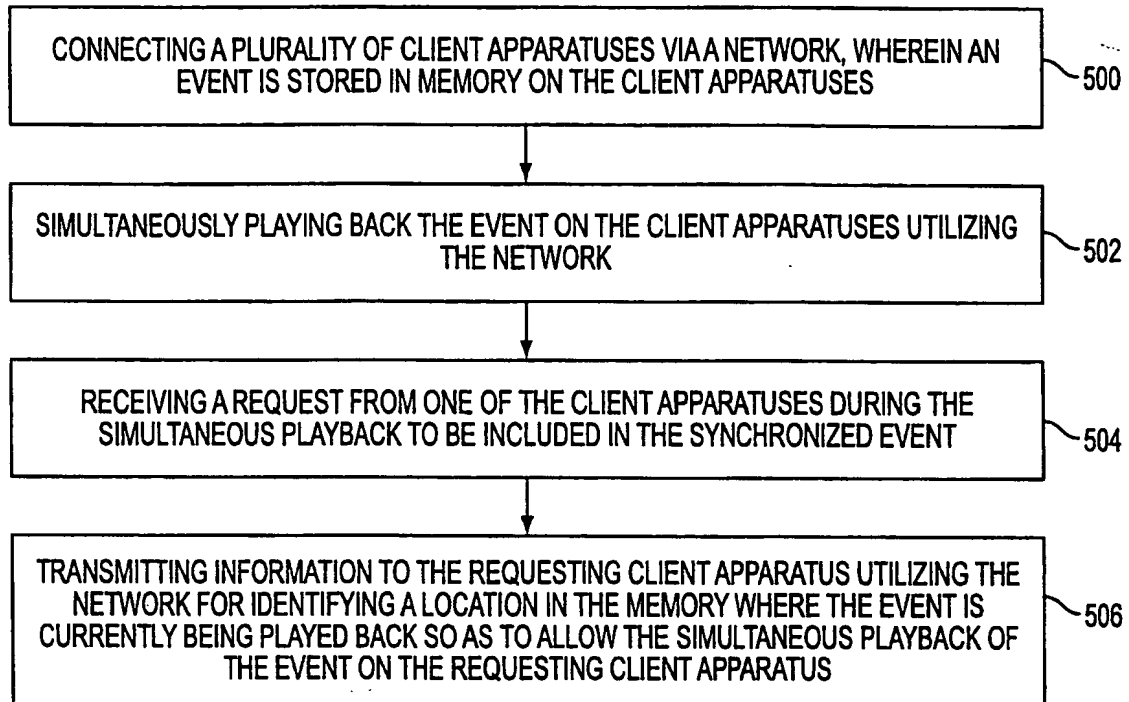 CONNECTING A PLURALITY OF CLIENT APPARATUSES VIA A NETWORK, WHEREIN AN
EVENT IS STORED IN MEMORY ON THE CLIENT APPARATUSES
500
SIMULTANEOUSLY PLAYING BACK THE EVENT ON THE CLIENT APPARATUSES UTILIZING
THE NETWORK
502
RECEIVING A REQUEST FROM ONE OF THE CLIENT APPARATUSES DURING THE
SIMULTANEOUS PLAYBACK TO BE INCLUDED IN THE SYNCHRONIZED EVENT
504
TRANSMITTING INFORMATION TO THE REQUESTING CLIENT APPARATUS UTILIZING THE
NETWORK FOR IDENTIFYING A LOCATION IN THE MEMORY WHERE THE EVENT IS
CURRENTLY BEING PLAYED BACK SO AS TO ALLOW THE SIMULTANEOUS PLAYBACK OF
THE EVENT ON THE REQUESTING CLIENT APPARATUS
506